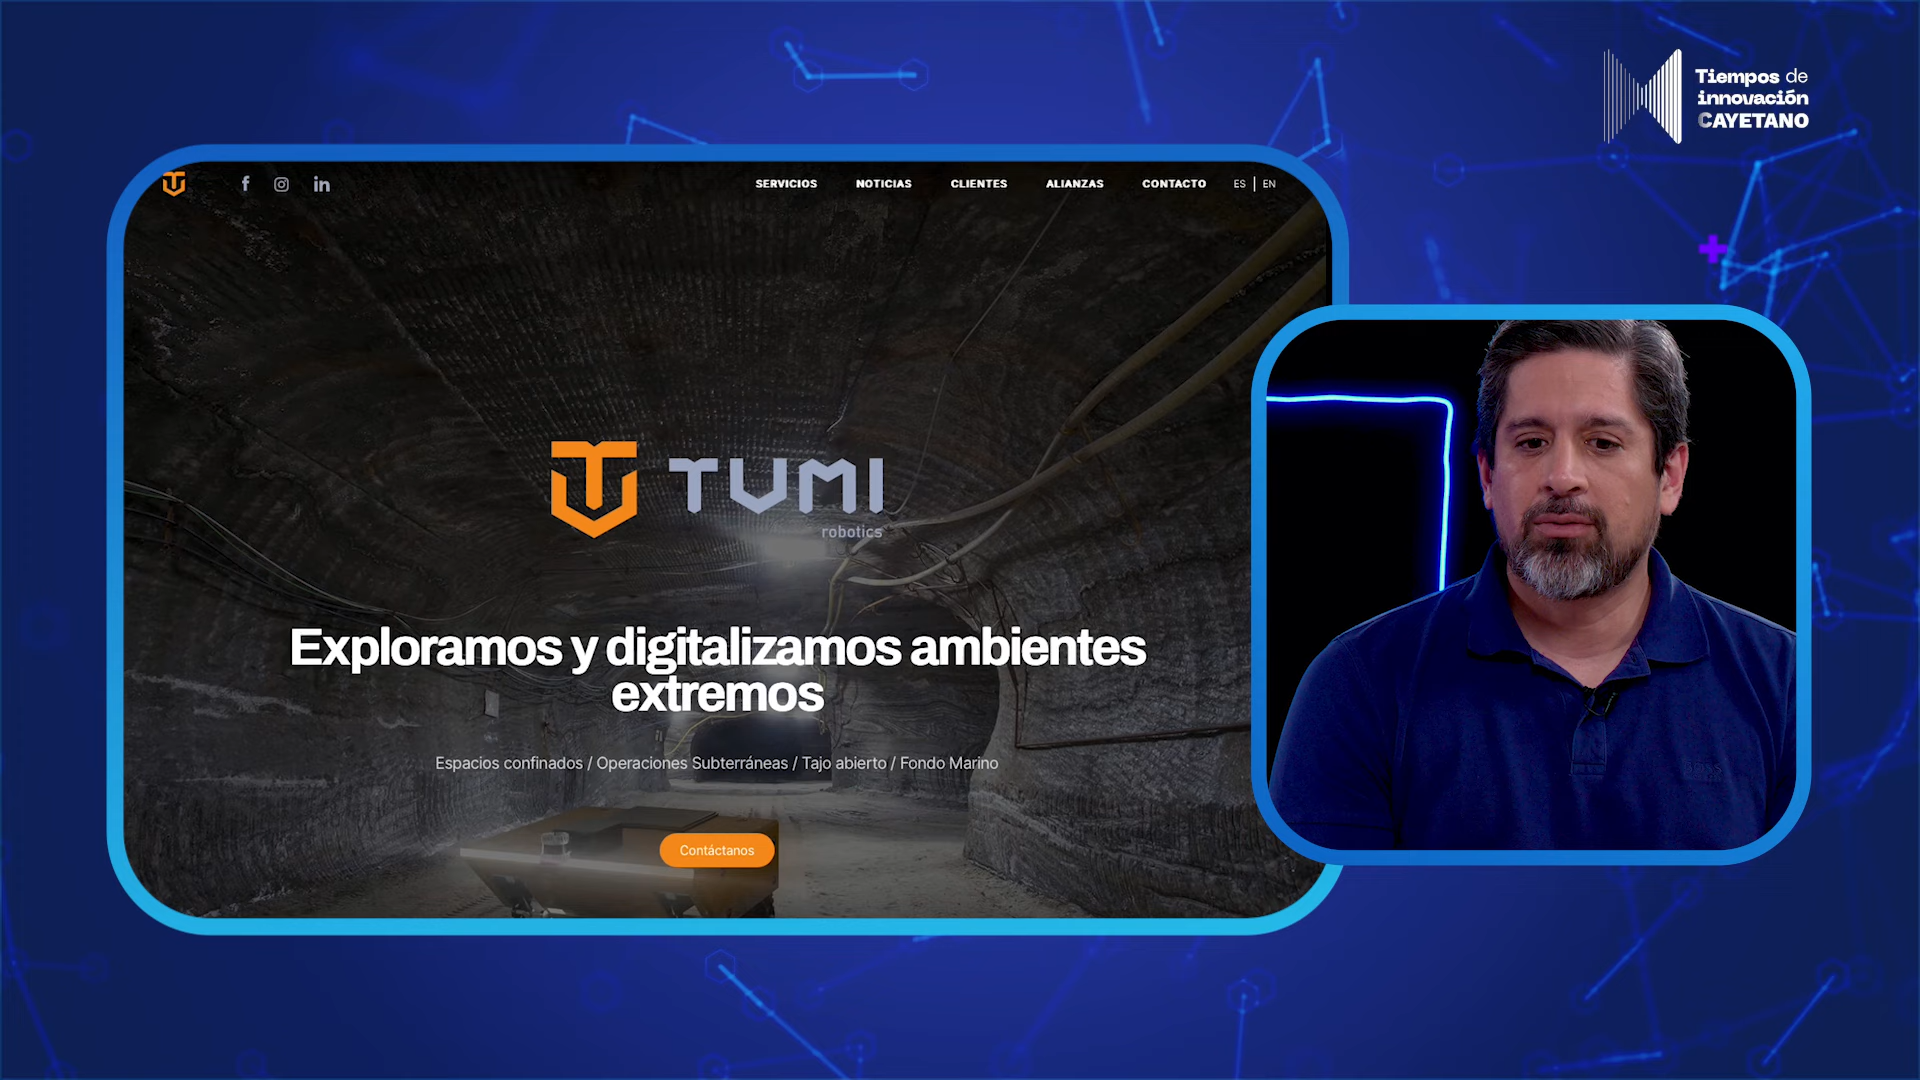 Tiempos de
innovación
CAYETANO
SERVICIOS NOTICIAS CLIENTES ALIANZAS CONTACTO ES | EN
TUMI
robotics
Exploramos y digitalizamos ambientes
extremos
Espacios confinados / Operaciones Subterráneas / Tajo abierto / Fondo Marino
Contáctanos